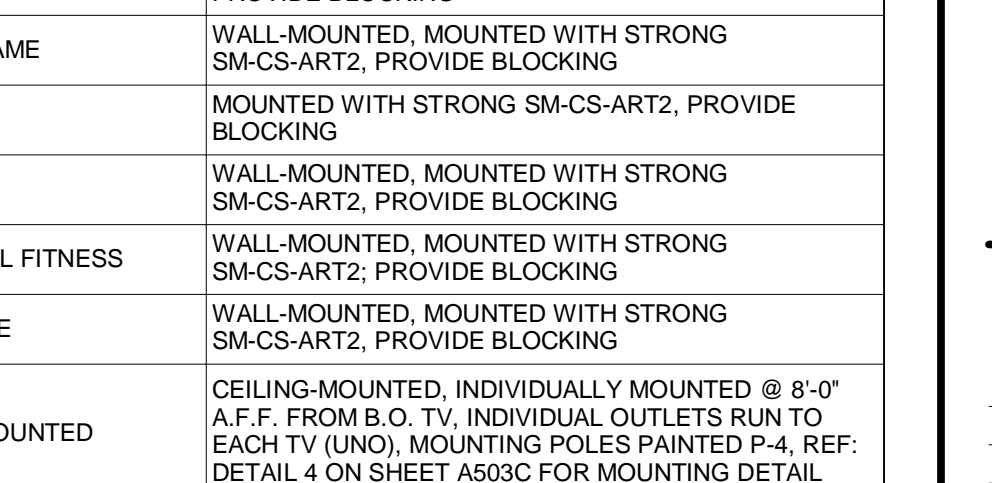 PROVIDE BLOCKING
AME
WALL-MOUNTED, MOUNTED WITH STRONG
SM-CS-ART2, PROVIDE BLOCKING
MOUNTED WITH STRONG SM-CS-ART2, PROVIDE
BLOCKING
WALL-MOUNTED, MOUNTED WITH STRONG
SM-CS-ART2, PROVIDE BLOCKING
L FITNESS
WALL-MOUNTED, MOUNTED WITH STRONG
SM-CS-ART2; PROVIDE BLOCKING
E
WALL-MOUNTED, MOUNTED WITH STRONG
SM-CS-ART2, PROVIDE BLOCKING
OUNTED
CEILING-MOUNTED, INDIVIDUALLY MOUNTED @ 8'-0"
A.F.F. FROM B.O. TV, INDIVIDUAL OUTLETS RUN TO
EACH TV (UNO), MOUNTING POLES PAINTED P-4, REF:
DETAIL 4 ON SHEET A503C FOR MOUNTING DETAIL